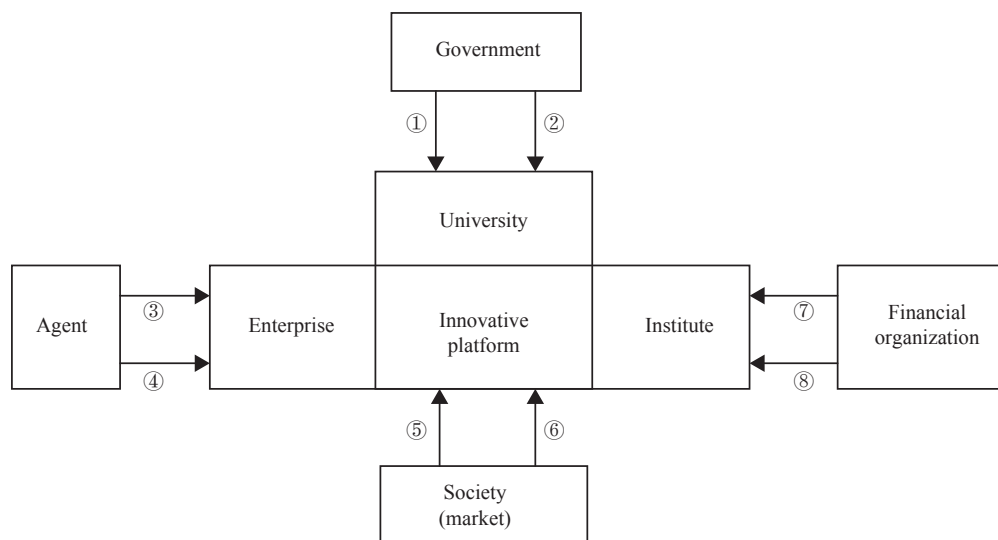 Government
①
②
University
Agent
③
④
Enterprise
Innovative
platform
Institute
⑦
⑧
Financial
organization
⑤
⑥
Society
(market)